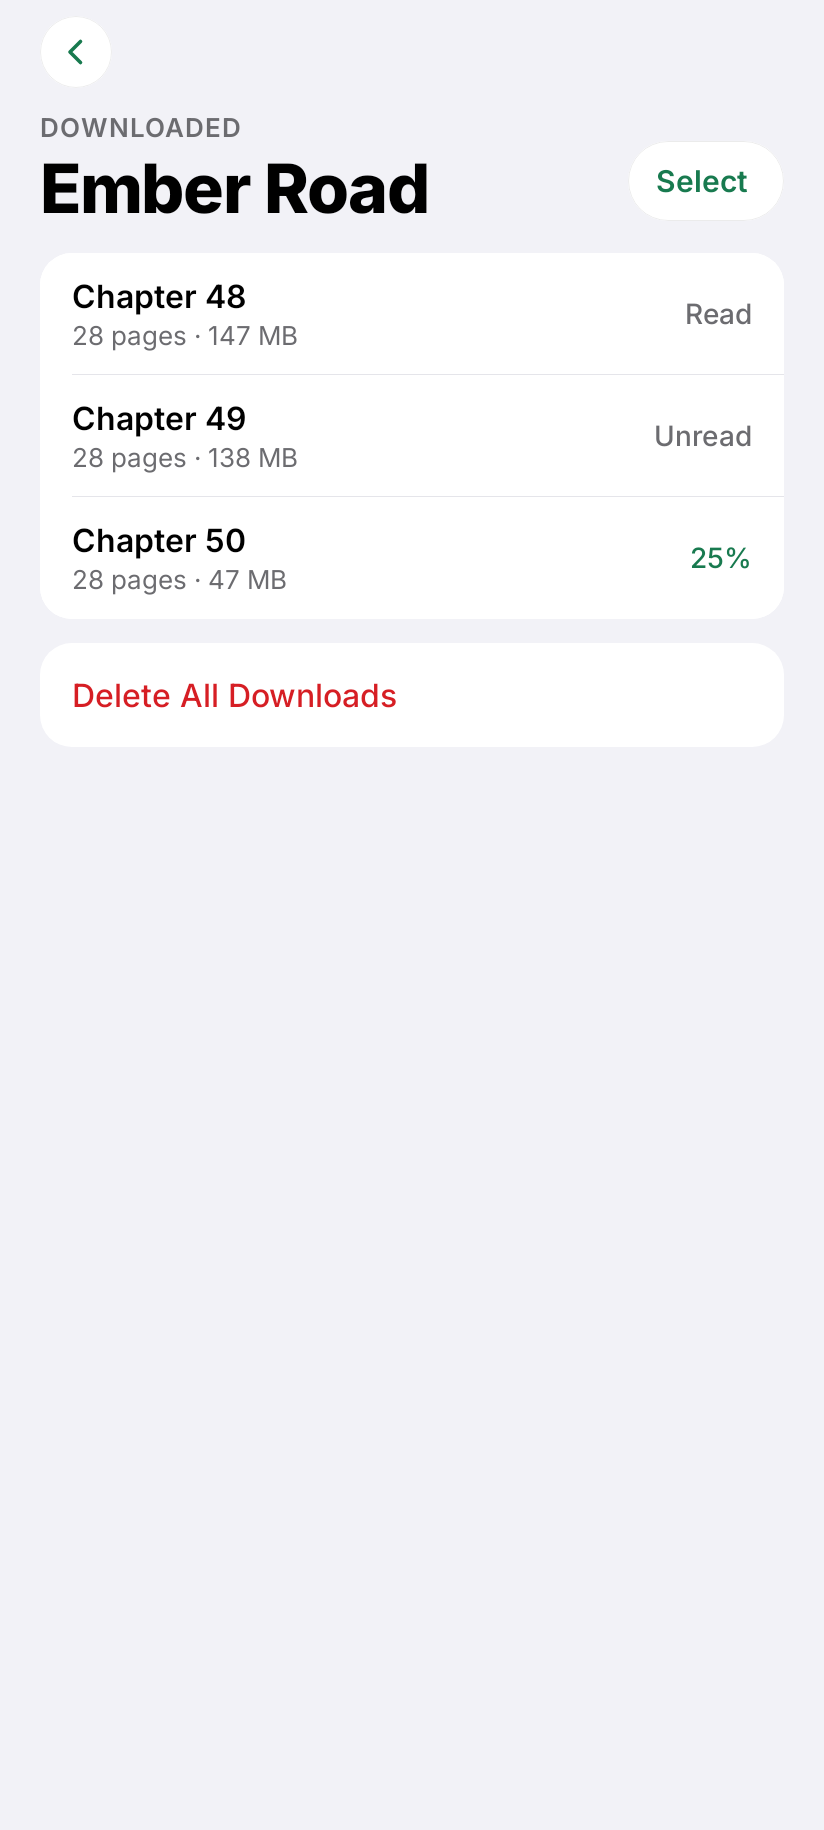 DOWNLOADED
Ember Road
Select
Chapter 48
28 pages · 147 MB
Read
Chapter 49
28 pages · 138 MB
Unread
Chapter 50
28 pages · 47 MB
25%
Delete All Downloads